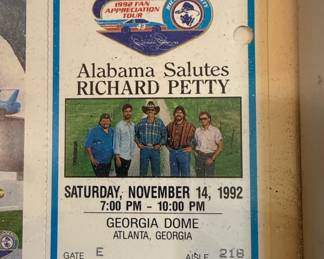 1992 FAN
APPRECIATION
TOUR
Alabama Salutes
RICHARD PETTY
SATURDAY, NOVEMBER 14, 1992
7:00 PM - 10:00 PM
GEORGIA DOME
ATLANTA, GEORGIA
GATE E AISLE 218